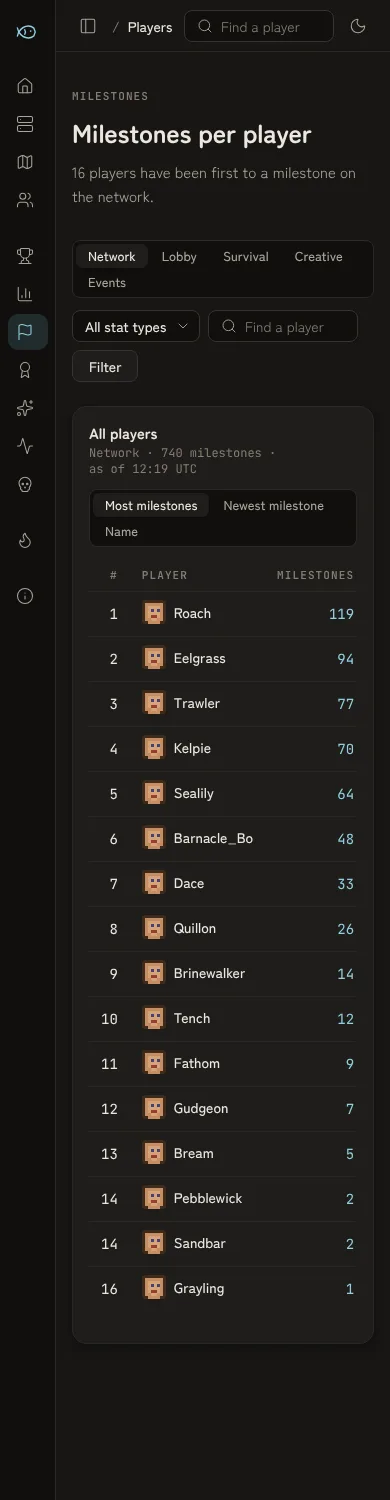 / Players
Find a player
MILESTONES
Milestones per player
16 players have been first to a milestone on
the network.
Network Lobby Survival Creative
Events
All stat types
Find a player
Filter
All players
Network · 740 milestones ·
as of 12:19 UTC
Most milestones Newest milestone
Name
# PLAYER MILESTONES
1 Roach 119
2 Eelgrass 94
3 Trawler 77
4 Kelpie 70
5 Sealily 64
6 Barnacle_Bo 48
7 Dace 33
8 Quillon 26
9 Brinewalker 14
10 Tench 12
11 Fathom 9
12 Gudgeon 7
13 Bream 5
14 Pebblewick 2
14 Sandbar 2
16 Grayling 1